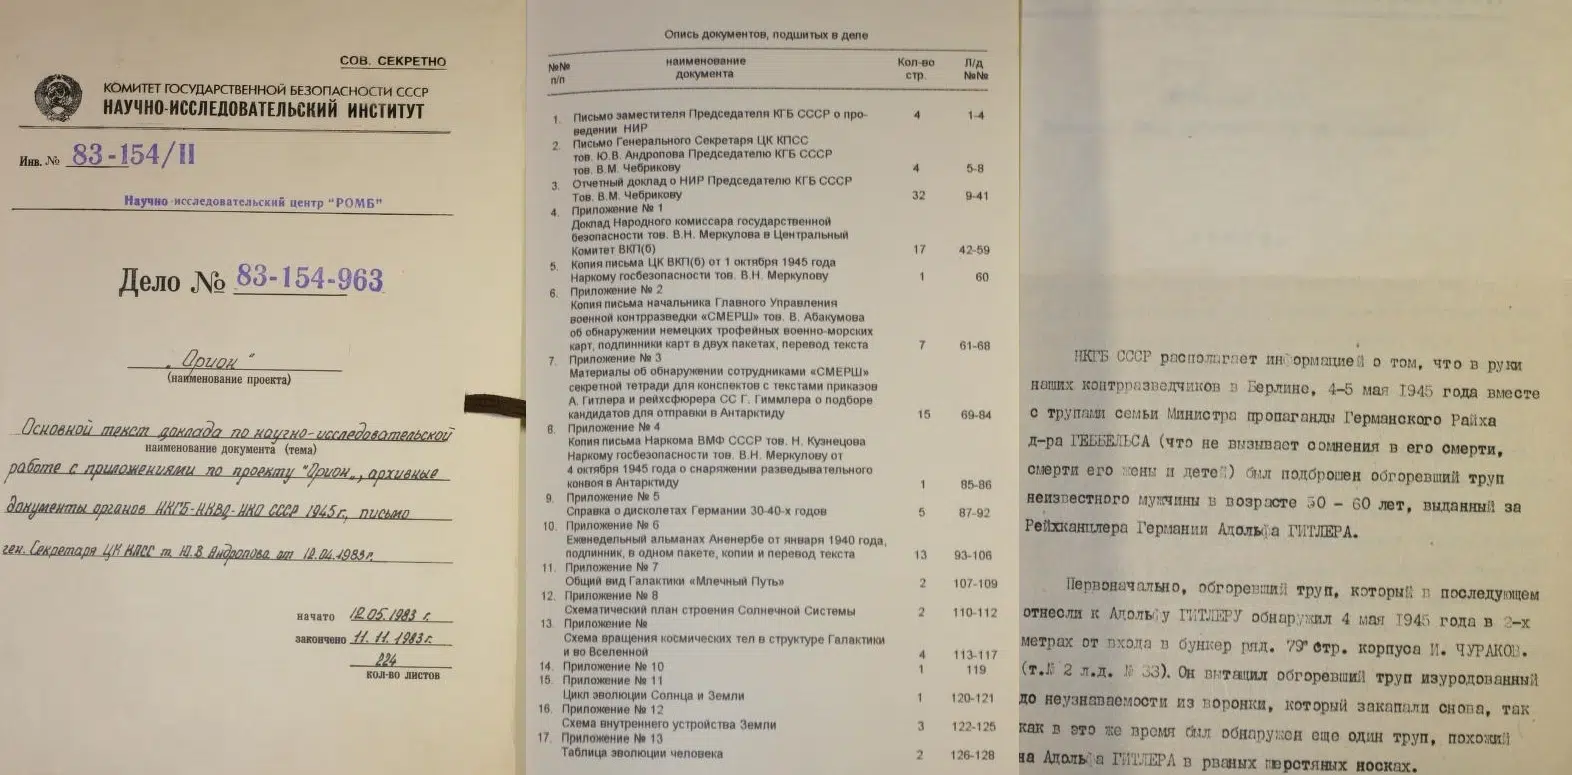 СОВ. СЕКРЕТНО
КОМИТЕТ ГОСУДАРСТВЕННОЙ БЕЗОПАСНОСТИ СССР
НАУЧНО-ИССЛЕДОВАТЕЛЬСКИЙ ИНСТИТУТ
Инв. № 83-154/II
Научно-исследовательский центр "РОМБ"
Дело № 83-154-963
„Орион"
(наименование проекта)
Основной текст доклада по научно-исследовательской
наименование документа (тема)
работе с приложениями по проекту "Орион„, архивные
документы органов НКГБ-НКВД-НКО СССР 1945г., письмо
ген. Секретаря ЦК КПСС т. Ю.В. Андропова от 12.04.1983г.
начато 12.05.1983 г.
закончено 11.11.1983г.
224
кол-во листов
Опись документов, подшитых в деле
№№ п/п наименование документа Кол-во стр. Л/д №№
1. Письмо заместителя Председателя КГБ СССР о про-
ведении НИР 4 1-4
2. Письмо Генерального Секретаря ЦК КПСС
тов. Ю.В. Андропова Председателю КГБ СССР
тов. В.М. Чебрикову 4 5-8
3. Отчетный доклад о НИР Председателю КГБ СССР
Тов. В.М. Чебрикову 32 9-41
4. Приложение № 1
Доклад Народного комиссара государственной
безопасности тов. В.Н. Меркулова в Центральный
Комитет ВКП(б) 17 42-59
5. Копия письма ЦК ВКП(б) от 1 октября 1945 года
Наркому госбезопасности тов. В.Н. Меркулову 1 60
6. Приложение № 2
Копия письма начальника Главного Управления
военной контрразведки «СМЕРШ» тов. В. Абакумова
об обнаружении немецких трофейных военно-морских
карт, подлинники карт в двух пакетах, перевод текста 7 61-68
7. Приложение № 3
Материалы об обнаружении сотрудниками «СМЕРШ»
секретной тетради для конспектов с текстами приказов
А. Гитлера и рейхсфюрера СС Г. Гиммлера о подборе
кандидатов для отправки в Антарктиду 15 69-84
8. Приложение № 4
Копия письма Наркома ВМФ СССР тов. Н. Кузнецова
Наркому госбезопасности тов. В.Н. Меркулову от
4 октября 1945 года о снаряжении разведывательного
конвоя в Антарктиду 1 85-86
9. Приложение № 5
Справка о дисколетах Германии 30-40-х годов 5 87-92
10. Приложение № 6
Еженедельный альманах Аненербе от января 1940 года,
подлинник, в одном пакете, копии и перевод текста 13 93-106
11. Приложение № 7
Общий вид Галактики «Млечный Путь» 2 107-109
12. Приложение № 8
Схематический план строения Солнечной Системы 2 110-112
13. Приложение №
Схема вращения космических тел в структуре Галактики
и во Вселенной 4 113-117
14. Приложение № 10 1 119
15. Приложение № 11
Цикл эволюции Солнца и Земли 1 120-121
16. Приложение № 12
Схема внутреннего устройства Земли 3 122-125
17. Приложение № 13
Таблица эволюции человека 2 126-128
НКГБ СССР располагает информацией о том, что в руки
наших контрразведчиков в Берлине, 4-5 мая 1945 года вместе
с трупами семьи Министра пропаганды Германского Райха
д-ра ГЕББЕЛЬСА (что не вызывает сомнения в его смерти,
смерти его жены и детей) был подброшен обгоревший труп
неизвестного мужчины в возрасте 50 - 60 лет, выданный за
Рейхканцлера Германии Адольфа ГИТЛЕРА.
Первоначально, обгоревший труп, который в последующем
отнесли к Адольфу ГИТЛЕРУ обнаружил 4 мая 1945 года в 2-х
метрах от входа в бункер ряд. 79 стр. корпуса И. ЧУРАКОВ.
(т.№ 2 л.д. № 33). Он вытащил обгоревший труп изуродованный
до неузнаваемости из воронки, который закапали снова, так
как в это же время был обнаружен еще один труп, похожий
на Адольфа ГИТЛЕРА в рваных шерстяных носках.